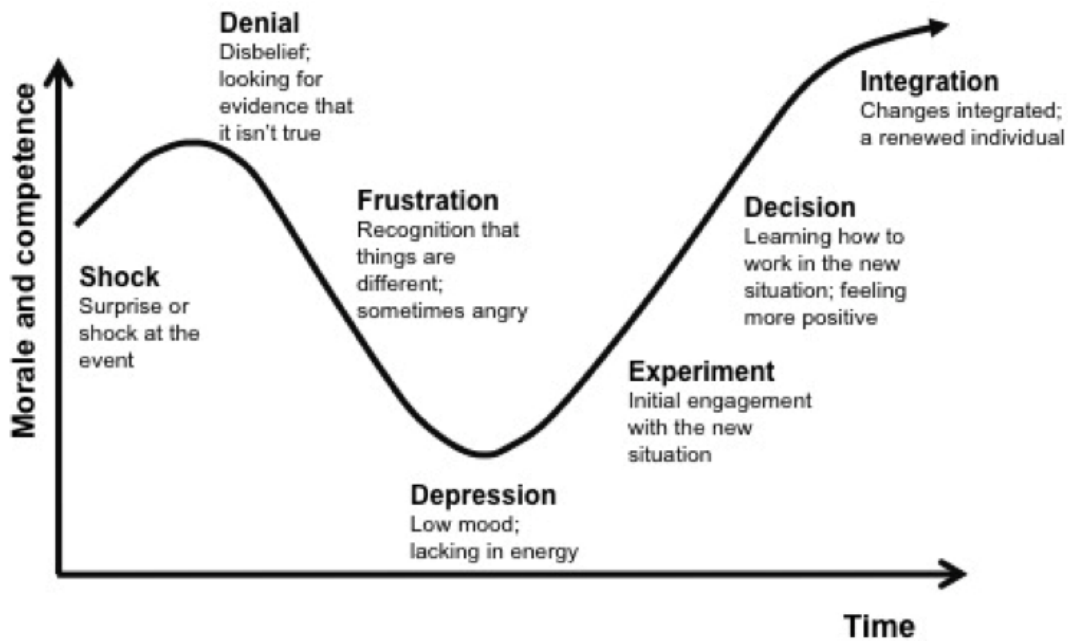 Morale and competence
Denial
Disbelief;
looking for
evidence that
it isn't true
Shock
Surprise or
shock at the
event
Frustration
Recognition that
things are
different;
sometimes angry
Depression
Low mood;
lacking in energy
Experiment
Initial engagement
with the new
situation
Decision
Learning how to
work in the new
situation; feeling
more positive
Integration
Changes integrated;
a renewed individual
Time